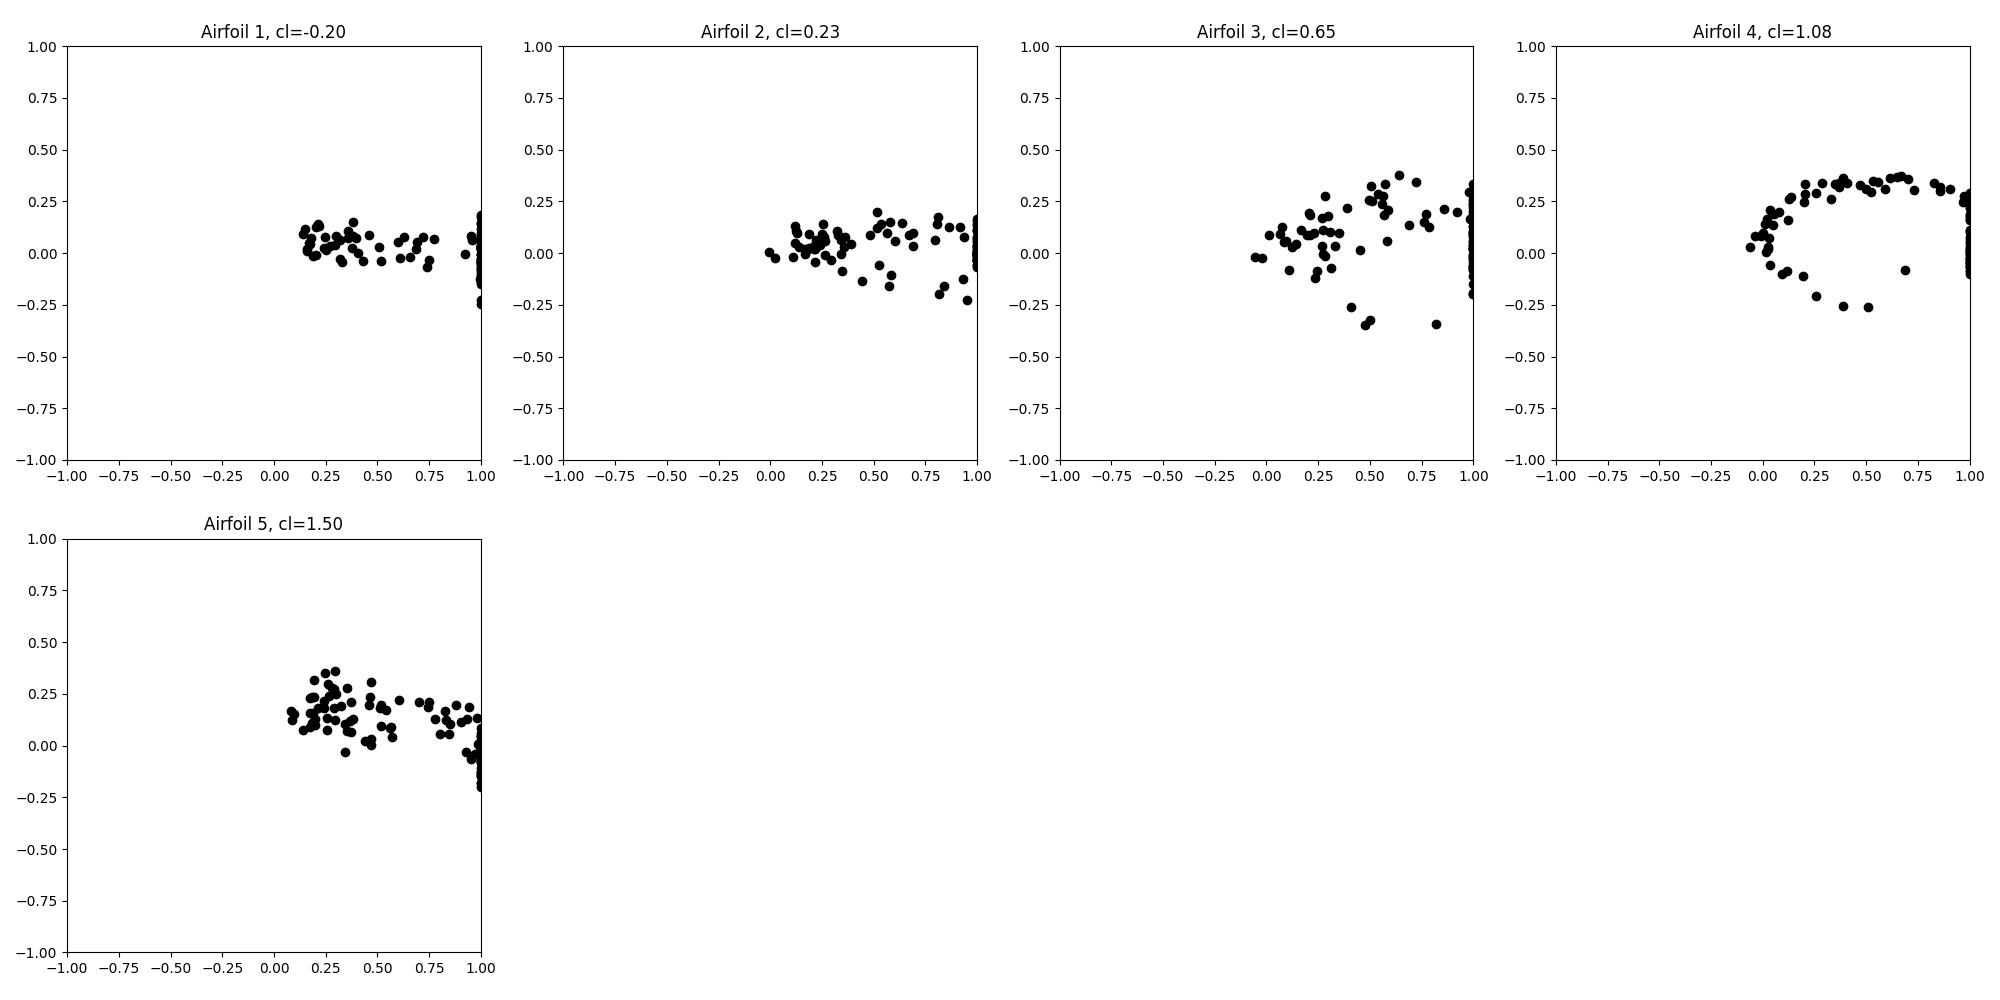 Airfoil 1, cl=-0.20
Airfoil 2, cl=0.23
Airfoil 3, cl=0.65
Airfoil 4, cl=1.08
1.00 1.00 1.00 1.00
0.75 0.75 0.75 0.75
0.50 0.50 0.50 0.50
0.25 0.25 0.25 0.25
0.00 0.00 0.00 0.00
−0.25 −0.25 −0.25 −0.25
−0.50 −0.50 −0.50 −0.50
−0.75 −0.75 −0.75 −0.75
−1.00 −1.00 −1.00 −1.00
−1.00 −0.75 −0.50 −0.25 0.00 0.25 0.50 0.75 1.00
−1.00 −0.75 −0.50 −0.25 0.00 0.25 0.50 0.75 1.00
−1.00 −0.75 −0.50 −0.25 0.00 0.25 0.50 0.75 1.00
−1.00 −0.75 −0.50 −0.25 0.00 0.25 0.50 0.75 1.00
Airfoil 5, cl=1.50
1.00
0.75
0.50
0.25
0.00
−0.25
−0.50
−0.75
−1.00
−1.00 −0.75 −0.50 −0.25 0.00 0.25 0.50 0.75 1.00